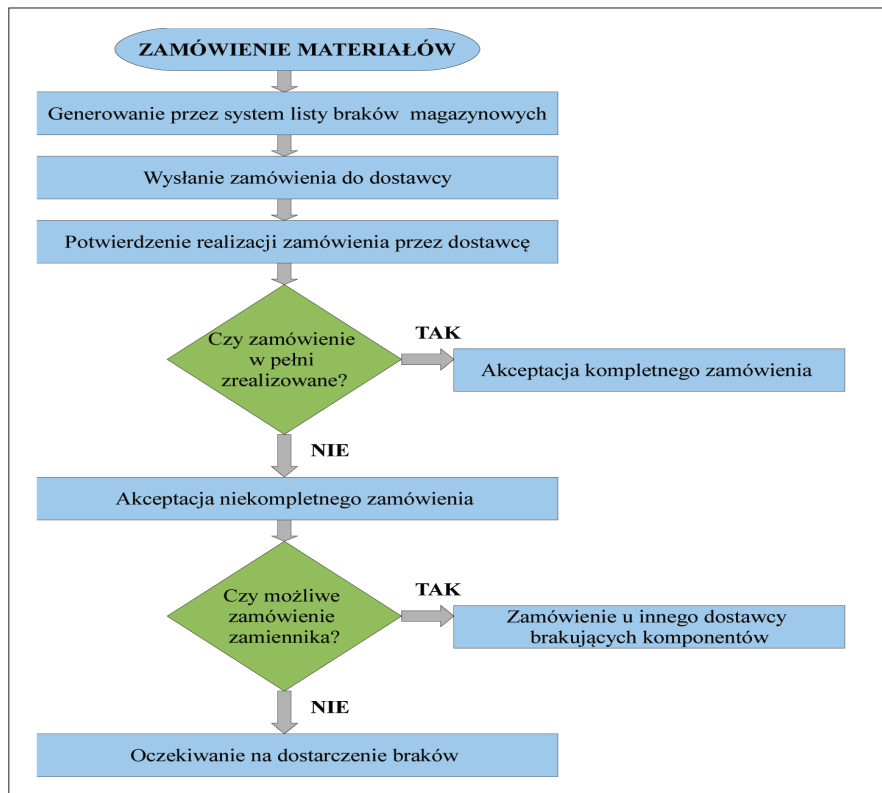 ZAMÓWIENIE MATERIAŁÓW
Generowanie przez system listy braków magazynowych
Wysłanie zamówienia do dostawcy
Potwierdzenie realizacji zamówienia przez dostawcę
Czy zamówienie
w pełni
zrealizowane?
TAK
Akceptacja kompletnego zamówienia
NIE
Akceptacja niekompletnego zamówienia
Czy możliwe
zamówienie
zamiennika?
TAK
Zamówienie u innego dostawcy
brakujących komponentów
NIE
Oczekiwanie na dostarczenie braków